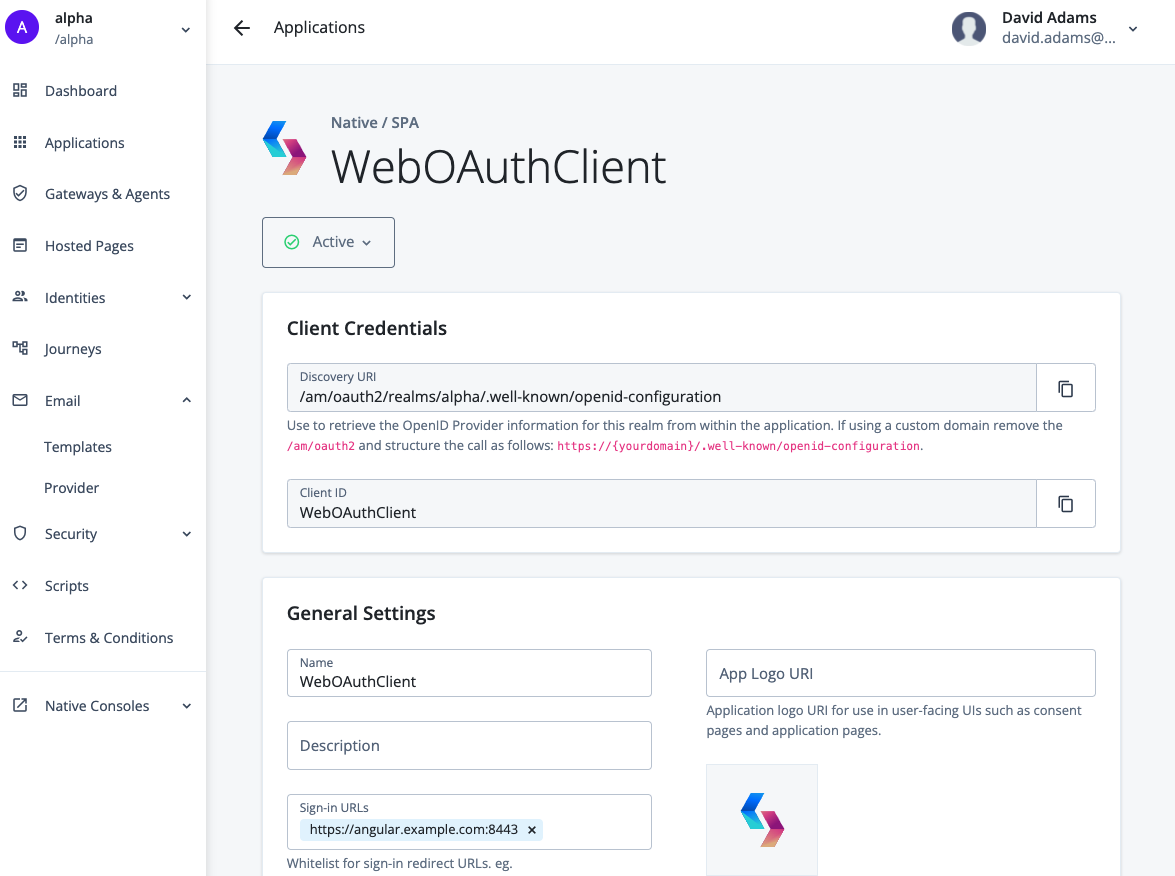 A
alpha
/alpha
Applications
David Adams
david.adams@...
Dashboard
Applications
Gateways & Agents
Hosted Pages
Identities
Journeys
Email
Templates
Provider
Security
Scripts
Terms & Conditions
Native Consoles
Native / SPA
WebOAuthClient
Active
Client Credentials
Discovery URI
/am/oauth2/realms/alpha/.well-known/openid-configuration
Use to retrieve the OpenID Provider information for this realm from within the application. If using a custom domain remove the
/am/oauth2 and structure the call as follows: https://{yourdomain}/.well-known/openid-configuration.
Client ID
WebOAuthClient
General Settings
Name
WebOAuthClient
Description
Sign-in URLs
https://angular.example.com:8443 ×
Whitelist for sign-in redirect URLs. eg.
App Logo URI
Application logo URI for use in user-facing UIs such as consent
pages and application pages.